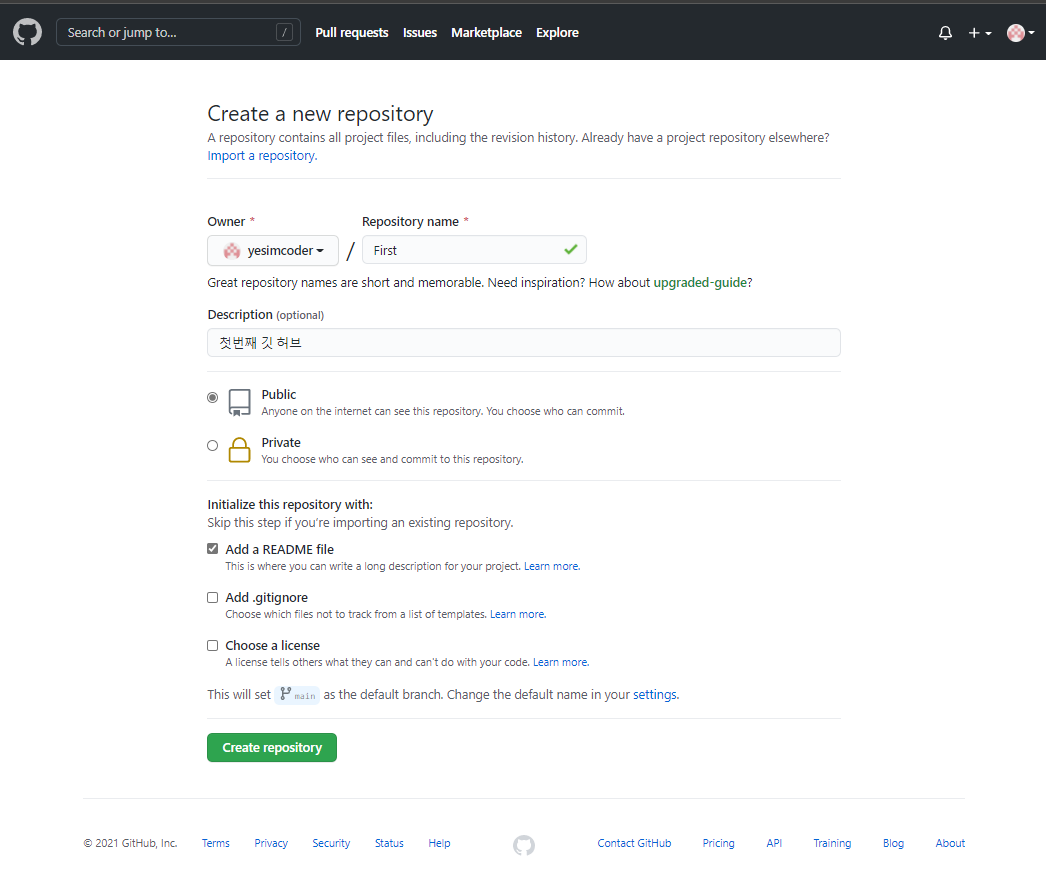 Search or jump to... /
Pull requests Issues Marketplace Explore
Create a new repository
A repository contains all project files, including the revision history. Already have a project repository elsewhere?
Import a repository.
Owner * Repository name *
yesimcoder / First
Great repository names are short and memorable. Need inspiration? How about upgraded-guide?
Description (optional)
첫번째 깃 허브
Public
Anyone on the internet can see this repository. You choose who can commit.
Private
You choose who can see and commit to this repository.
Initialize this repository with:
Skip this step if you're importing an existing repository.
Add a README file
This is where you can write a long description for your project. Learn more.
Add .gitignore
Choose which files not to track from a list of templates. Learn more.
Choose a license
A license tells others what they can and can't do with your code. Learn more.
This will set main as the default branch. Change the default name in your settings.
Create repository
© 2021 GitHub, Inc. Terms Privacy Security Status Help Contact GitHub Pricing API Training Blog About